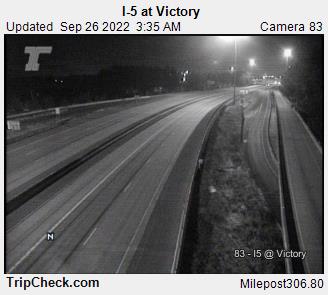 I-5 at Victory
Updated Sep 26 2022 3:35 AM Camera 83
T
N
83 - I5 @ Victory
TripCheck.com Milepost306.80